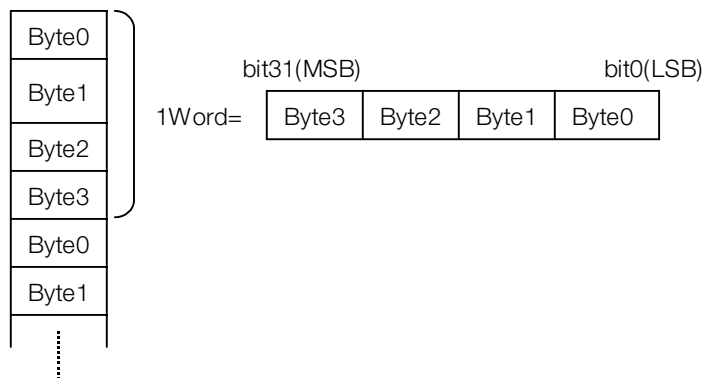 Byte0
Byte1
Byte2
Byte3
Byte0
Byte1
bit31(MSB) bit0(LSB)
1Word= Byte3 Byte2 Byte1 Byte0